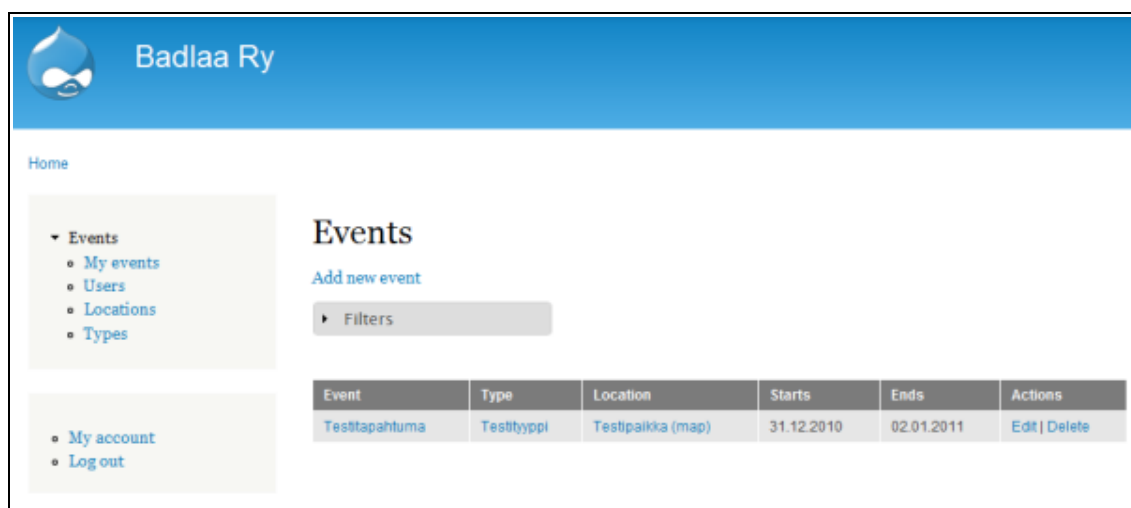 Badlaa Ry
Home
Events
My events
Users
Locations
Types
My account
Log out
Events
Add new event
Filters
Event Type Location Starts Ends Actions
Testitapahtuma Testityyppi Testipaikka (map) 31.12.2010 02.01.2011 Edit | Delete